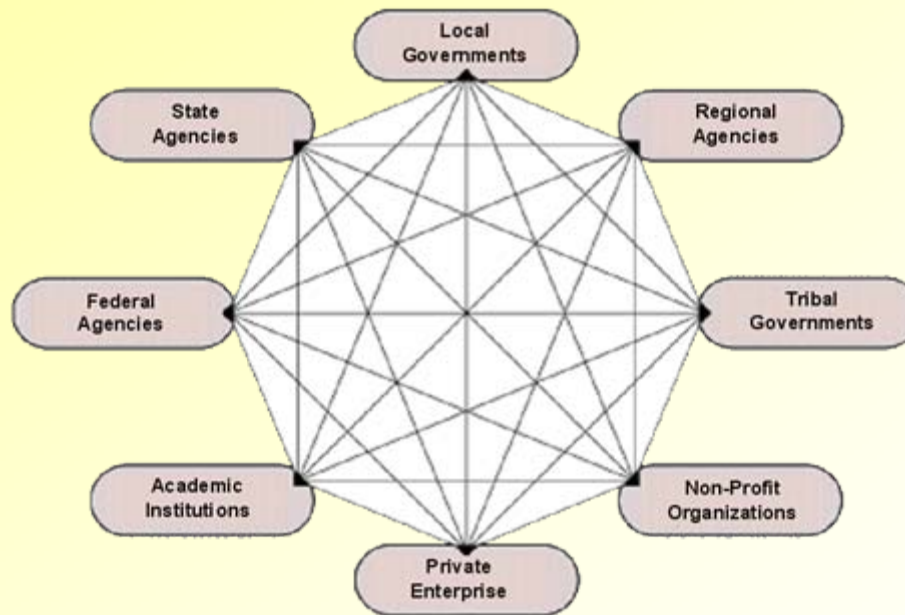 Local
Governments
State
Agencies
Regional
Agencies
Federal
Agencies
Tribal
Governments
Academic
Institutions
Non-Profit
Organizations
Private
Enterprise